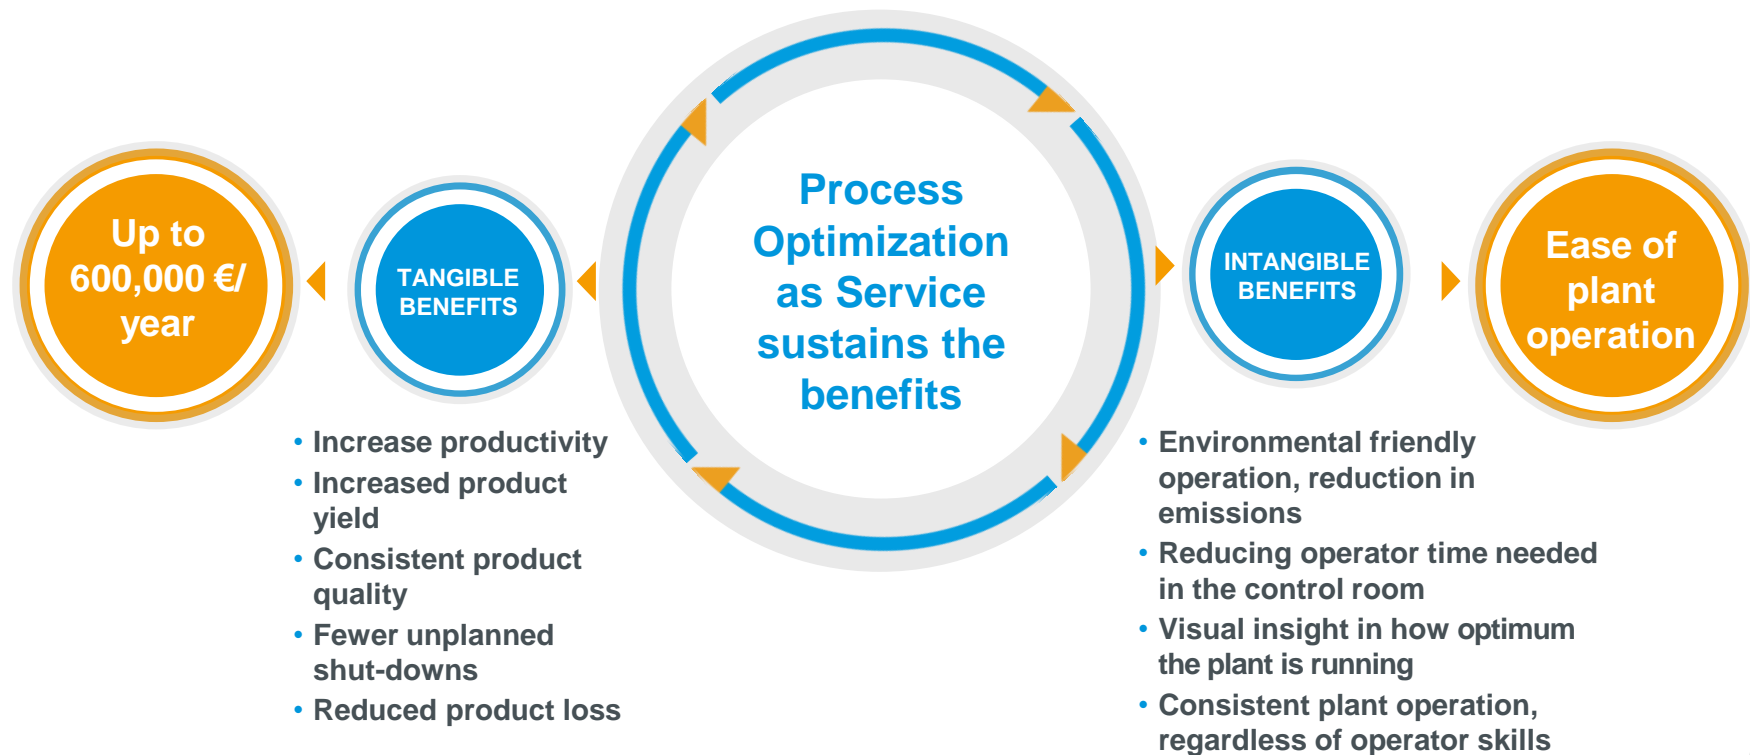 Up to
600,000 €/
year
TANGIBLE
BENEFITS
Process
Optimization
as Service
sustains the
benefits
INTANGIBLE
BENEFITS
Ease of
plant
operation
• Increase productivity
• Increased product
yield
• Consistent product
quality
• Fewer unplanned
shut-downs
• Reduced product loss
• Environmental friendly
operation, reduction in
emissions
• Reducing operator time needed
in the control room
• Visual insight in how optimum
the plant is running
• Consistent plant operation,
regardless of operator skills